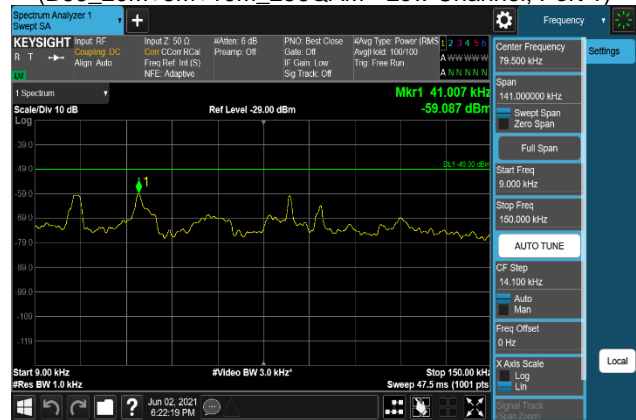 Spectrum Analyzer 1
Swept SA
Frequency
KEYSIGHT
R T
LW
Input: RF
Coupling: DC
Align: Auto
Input Z: 50 Ω
Corr CCorr RCal
Freq Ref: Int (S)
NFE: Adaptive
#Atten: 6 dB
Preamp: Off
PNO: Best Close
Gate: Off
IF Gain: Low
Sig Track: Off
#Avg Type: Power (RMS
Avg|Hold: 100/100
Trig: Free Run
1 2 3 4 5 6
A W W W W W
A N N N N N
1 Spectrum
Mkr1 41.007 kHz
Scale/Div 10 dB
Ref Level -29.00 dBm
-59.087 dBm
Log
-39.0
-49.0
DL1 -49.00 dBm
1
-59.0
-69.0
-79.0
-89.0
-99.0
-109
-119
Start 9.00 kHz
#Video BW 3.0 kHz*
Stop 150.00 kHz
#Res BW 1.0 kHz
Sweep 47.5 ms (1001 pts
Center Frequency
79.500 kHz
Settings
Span
141.000000 kHz
Swept Span
Zero Span
Full Span
Start Freq
9.000 kHz
Stop Freq
150.000 kHz
AUTO TUNE
CF Step
14.100 kHz
Auto
Man
Freq Offset
0 Hz
X Axis Scale
Log
Lin
Local
Signal Track
(Span Zoom)
?
Jun 02, 2021
6:22:19 PM